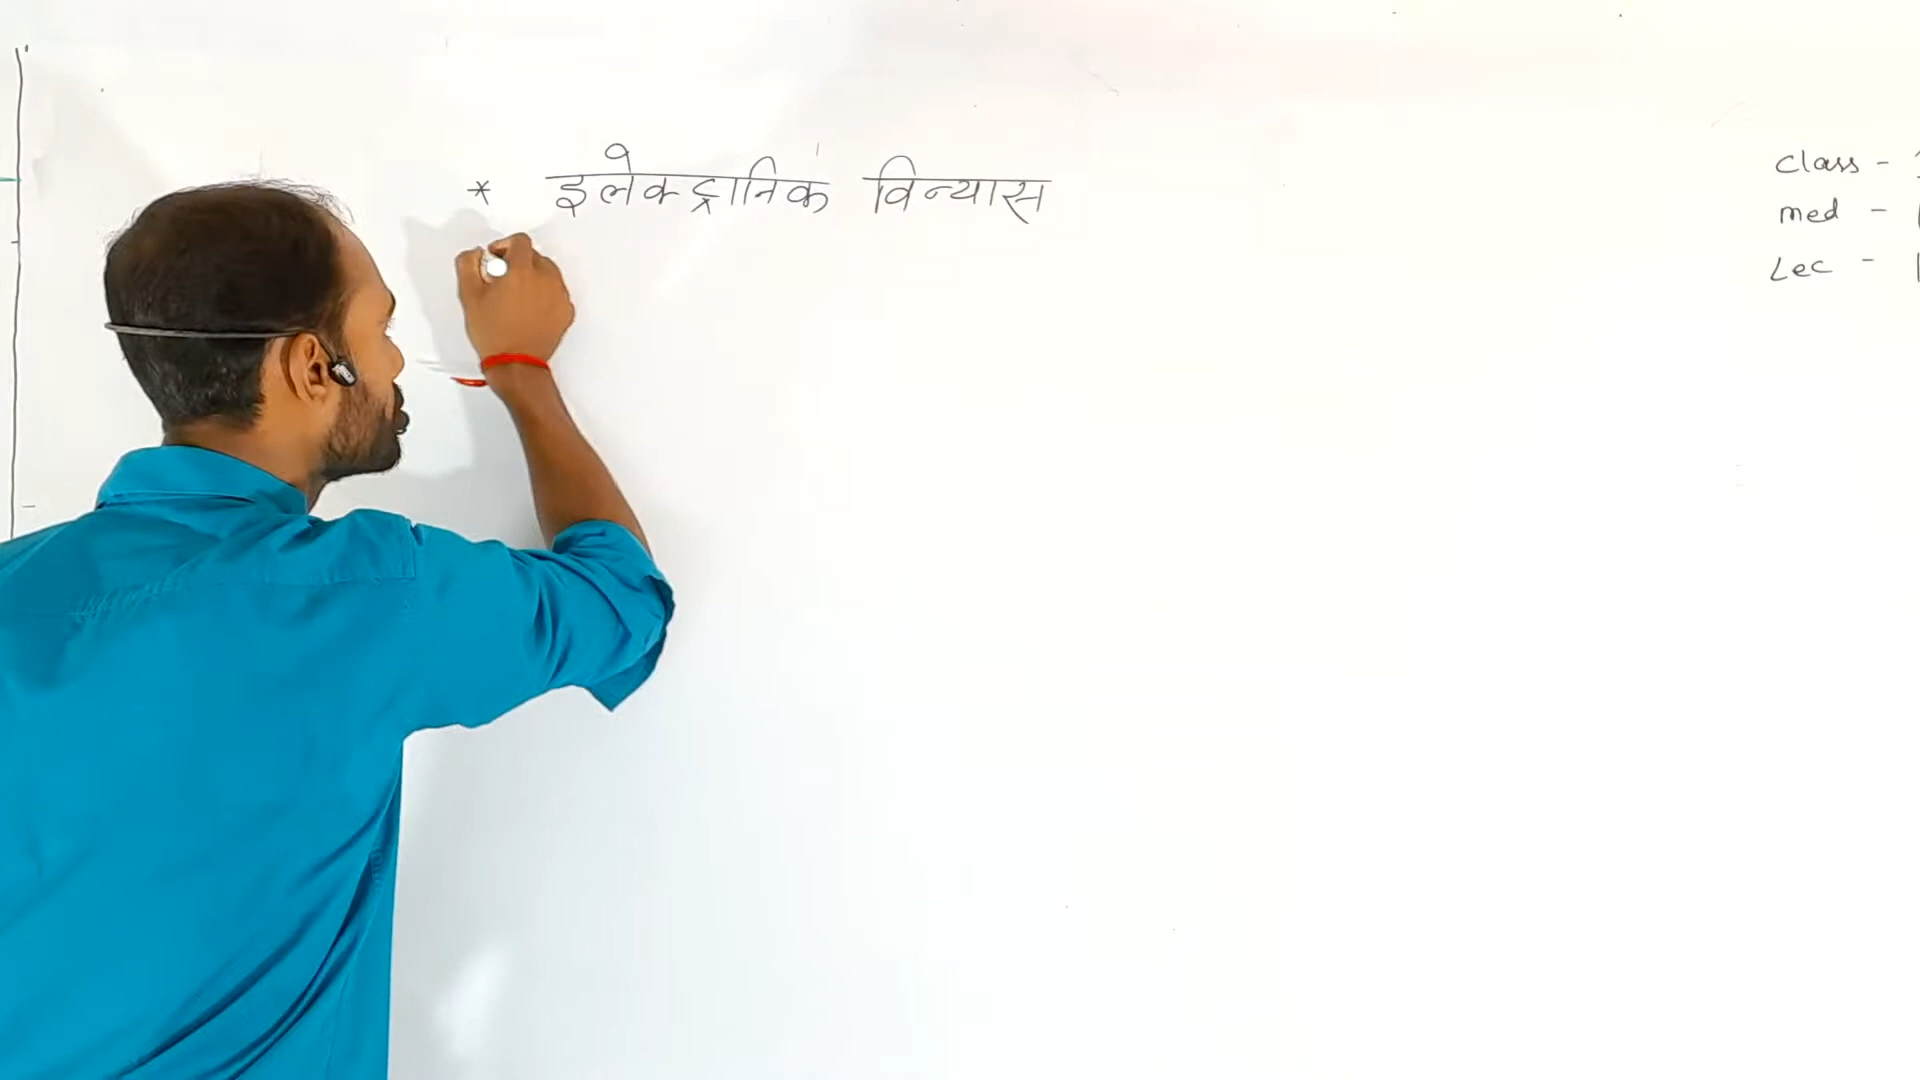 * इलेक्ट्रानिक विन्यास
class -
med -
Lec -